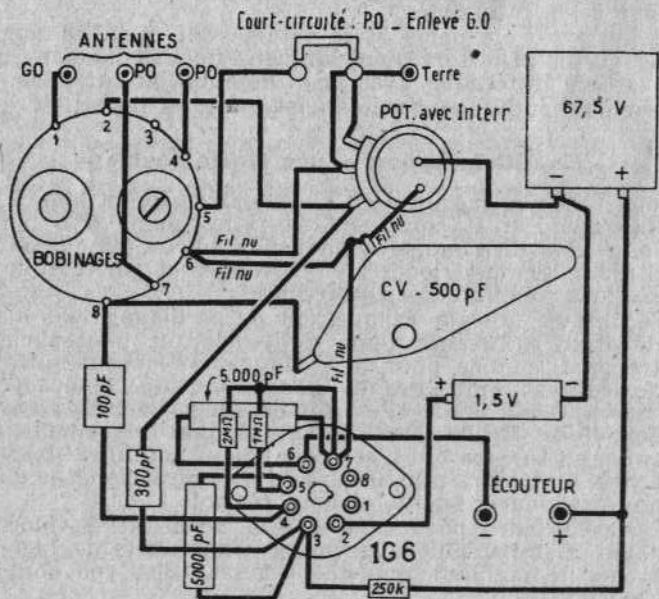 Court-circuité. P.O _ Enlevé G.O
ANTENNES
GO
PO
PO
Terre
POT. avec Interr
67,5 V
-
+
1
2
3
4
5
6
7
8
BOBINAGES
Fil nu
Fil nu
Fil nu
Fil nu
CV. 500 pF
100 pF
300 pF
5.000 pF
2MΩ
1MΩ
5000 pF
+
1,5V
-
6
7
8
5
1
4
3
2
1G6
ÉCOUTEUR
-
+
250k